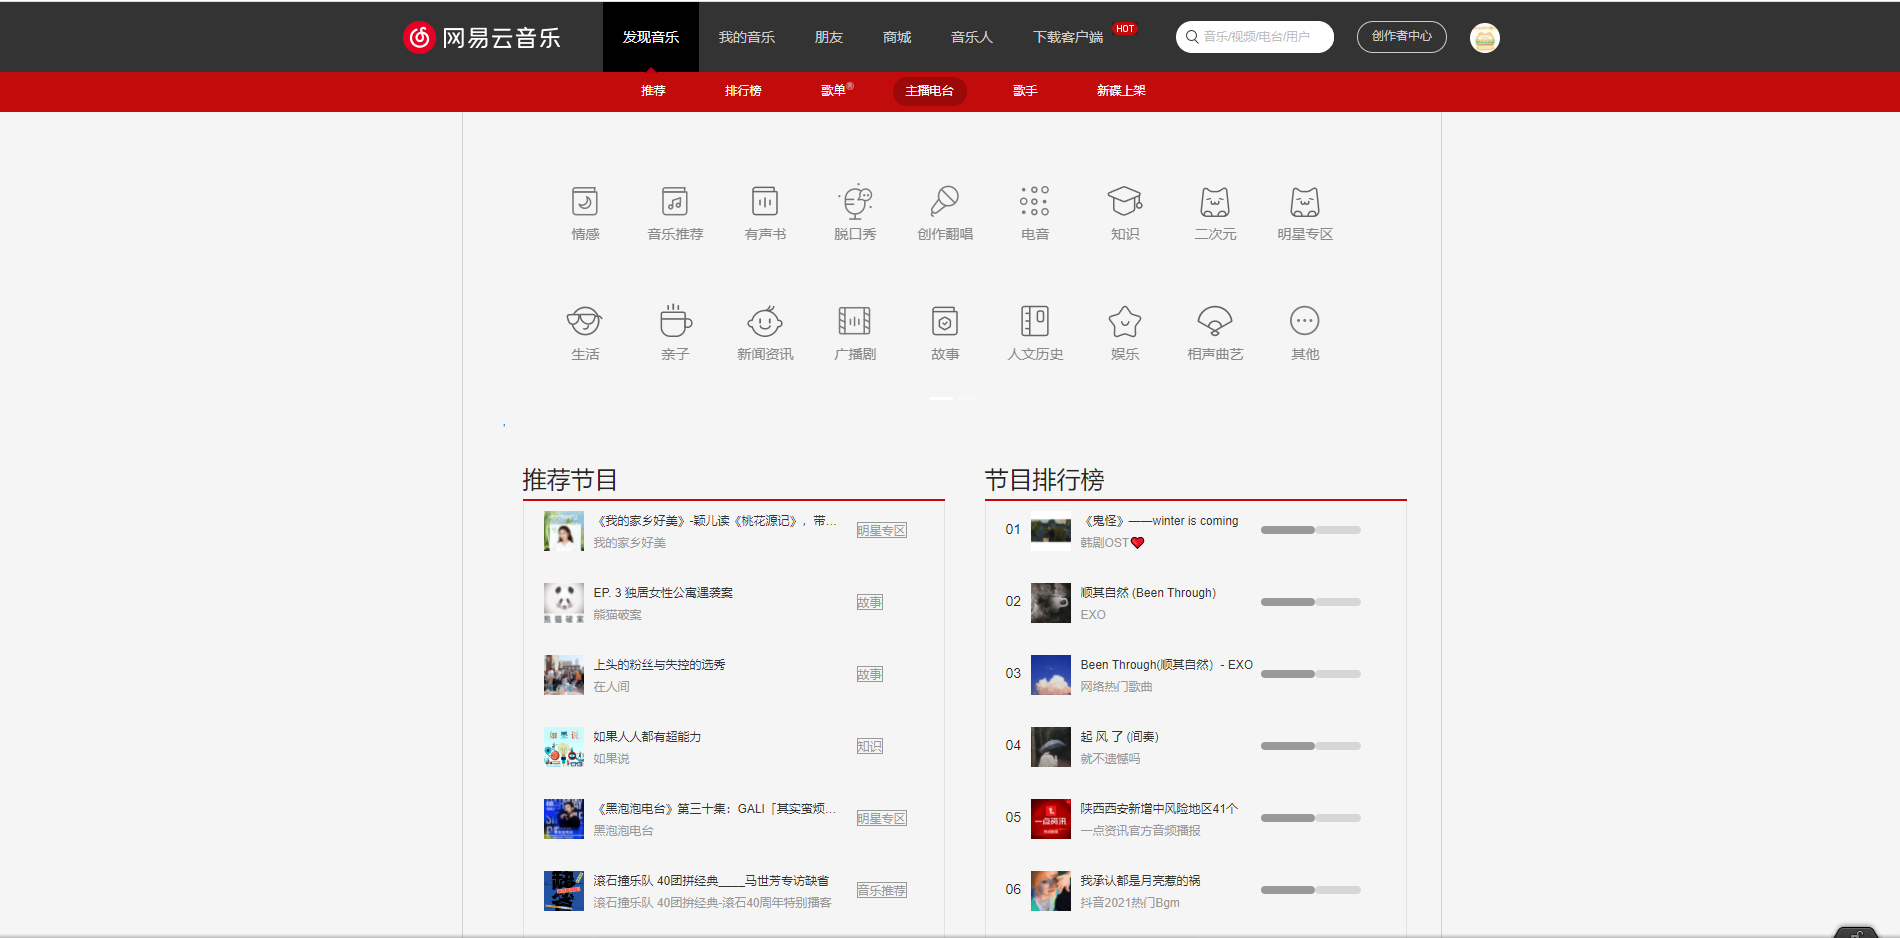 网易云音乐
发现音乐 我的音乐 朋友 商城 音乐人 下载客户端 HOT 音乐/视频/电台/用户 创作者中心
推荐 排行榜 歌单® 主播电台 歌手 新碟上架
情感 音乐推荐 有声书 脱口秀 创作翻唱 电音 知识 二次元 明星专区
生活 亲子 新闻资讯 广播剧 故事 人文历史 娱乐 相声曲艺 其他
,
推荐节目
《我的家乡好美》-颖儿读《桃花源记》，带... 明星专区
我的家乡好美
EP. 3 独居女性公寓遇袭案 故事
熊猫破案
熊猫破案
上头的粉丝与失控的选秀 故事
在人间
如果说
如果人人都有超能力 知识
如果说
《黑泡泡电台》第三十集：GALI「其实蛮烦... 明星专区
黑泡泡电台
滚石撞乐队 40团拼经典____马世芳专访缺省 音乐推荐
滚石撞乐队 40团拚经典-滚石40周年特别播客
节目排行榜
01 《鬼怪》——winter is coming
韩剧OST❤
02 顺其自然 (Been Through)
EXO
03 Been Through(顺其自然）- EXO
网络热门歌曲
04 起 风 了 (间奏)
就不遗憾吗
05 陕西西安新增中风险地区41个
一点资讯
一点资讯官方音频播报
06 我承认都是月亮惹的祸
抖音2021热门Bgm